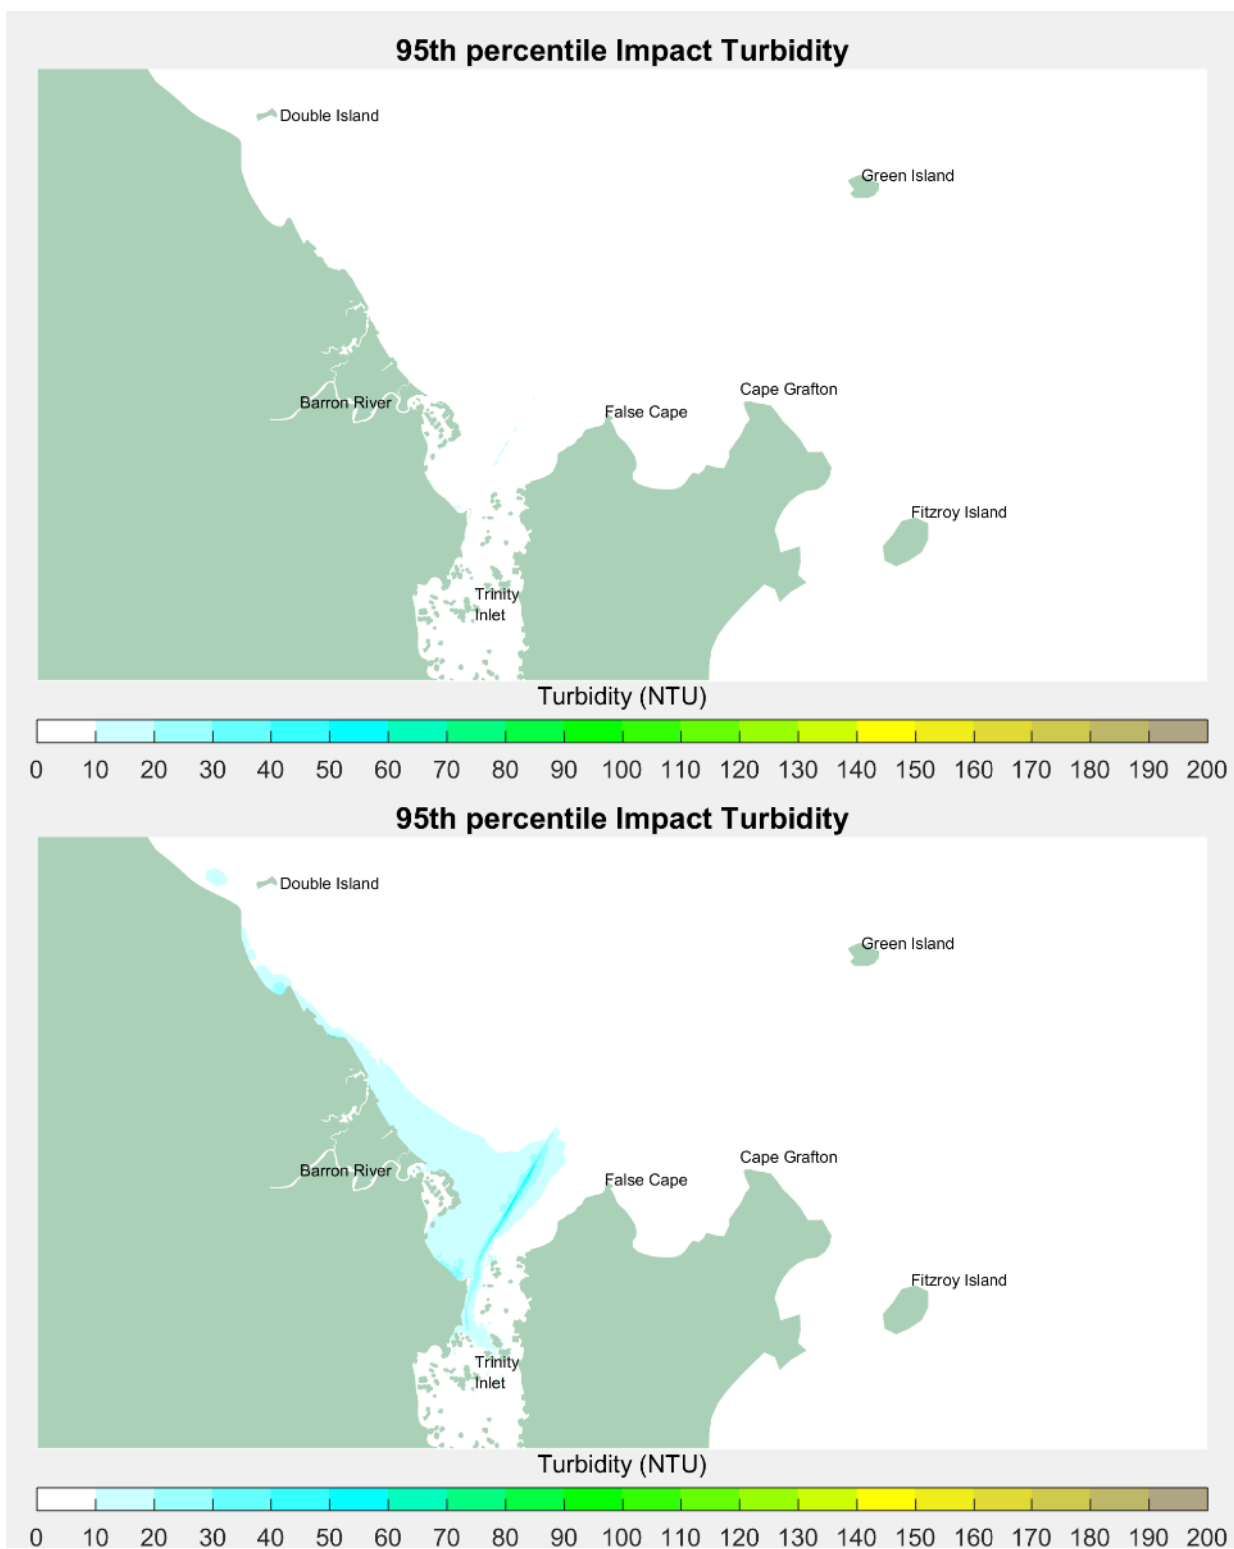 95th percentile Impact Turbidity
Double Island
Green Island
Cape Grafton
Barron River
False Cape
Fitzroy Island
Trinity
Inlet
Turbidity (NTU)
0 10 20 30 40 50 60 70 80 90 100 110 120 130 140 150 160 170 180 190 200
95th percentile Impact Turbidity
Double Island
Green Island
Cape Grafton
Barron River
False Cape
Fitzroy Island
Trinity
Inlet
Turbidity (NTU)
0 10 20 30 40 50 60 70 80 90 100 110 120 130 140 150 160 170 180 190 200